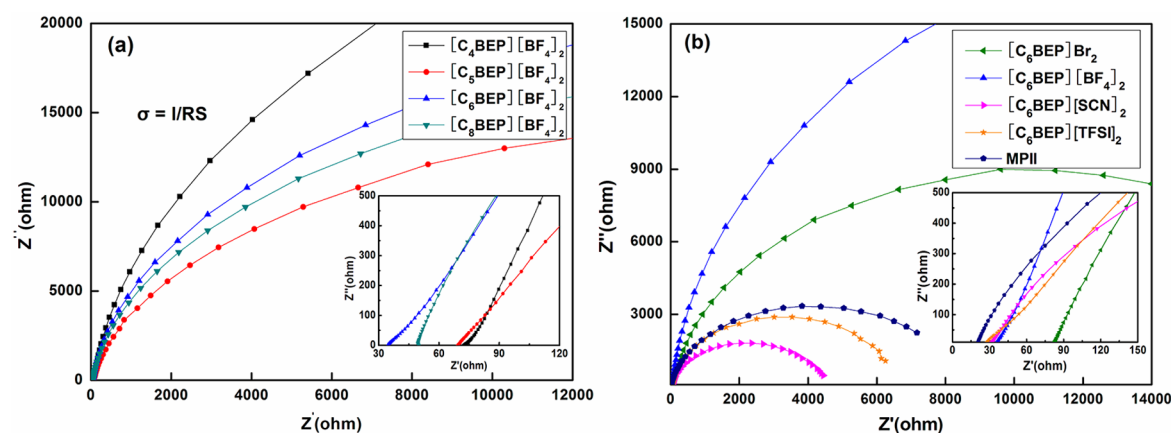 (a)
[C₄BEP][BF₄]₂
[C₅BEP][BF₄]₂
[C₆BEP][BF₄]₂
[C₈BEP][BF₄]₂
σ = l/RS
Z''(ohm)
20000
15000
10000
5000
0
0 2000 4000 6000 8000 10000 12000
Z'(ohm)
Z''(ohm)
500
400
300
200
100
0
30 60 90 120
Z'(ohm)
(b)
[C₆BEP]Br₂
[C₆BEP][BF₄]₂
[C₆BEP][SCN]₂
[C₆BEP][TFSI]₂
MPII
Z''(ohm)
15000
12000
9000
6000
3000
0
0 2000 4000 6000 8000 10000 12000 14000
Z'(ohm)
Z''(ohm)
500
400
300
200
100
0 30 60 90 120 150
Z'(ohm)